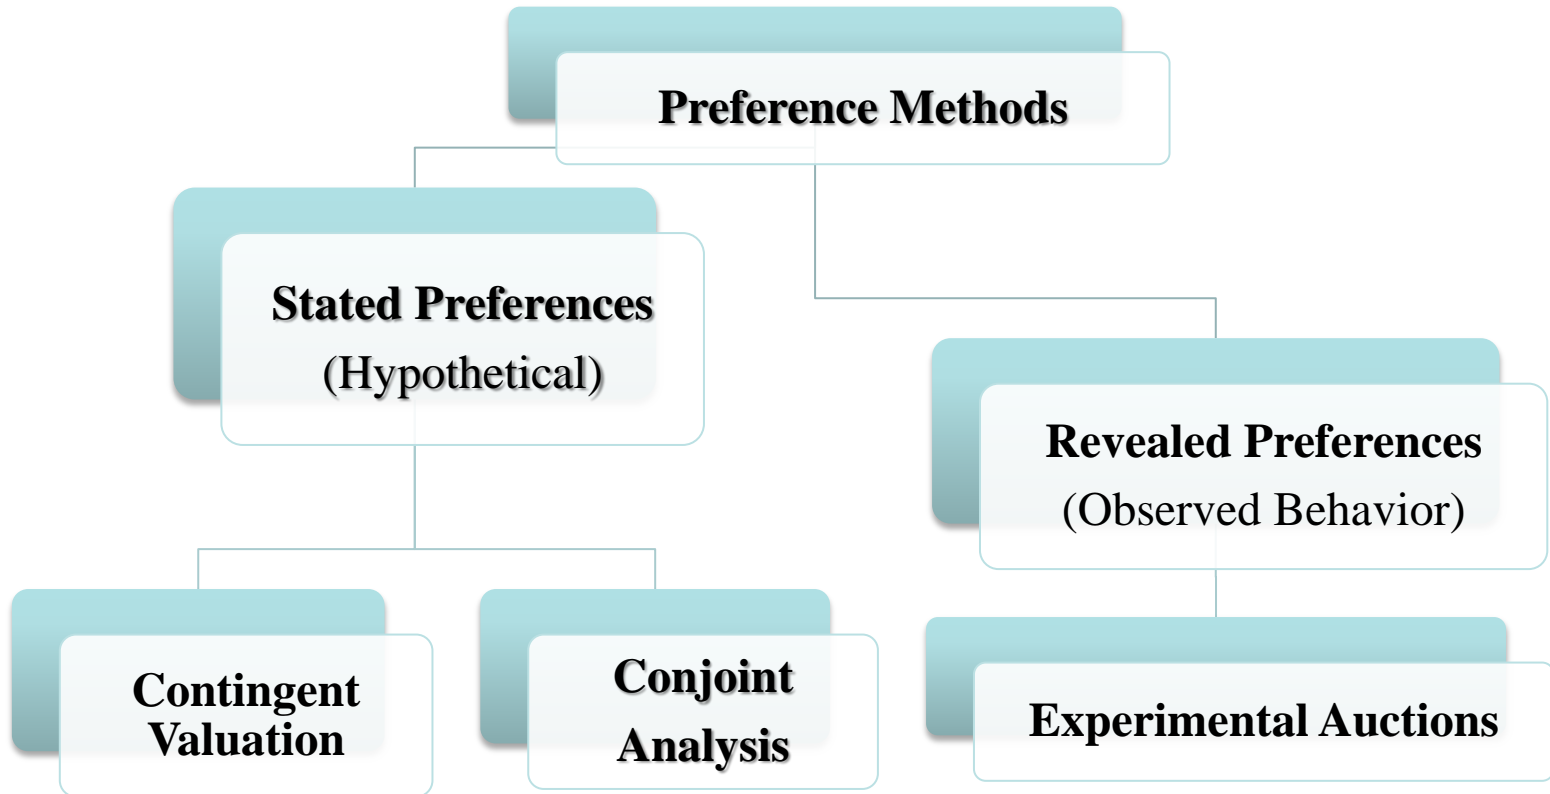 Preference Methods
Stated Preferences
(Hypothetical)
Revealed Preferences
(Observed Behavior)
Contingent
Valuation
Conjoint
Analysis
Experimental Auctions